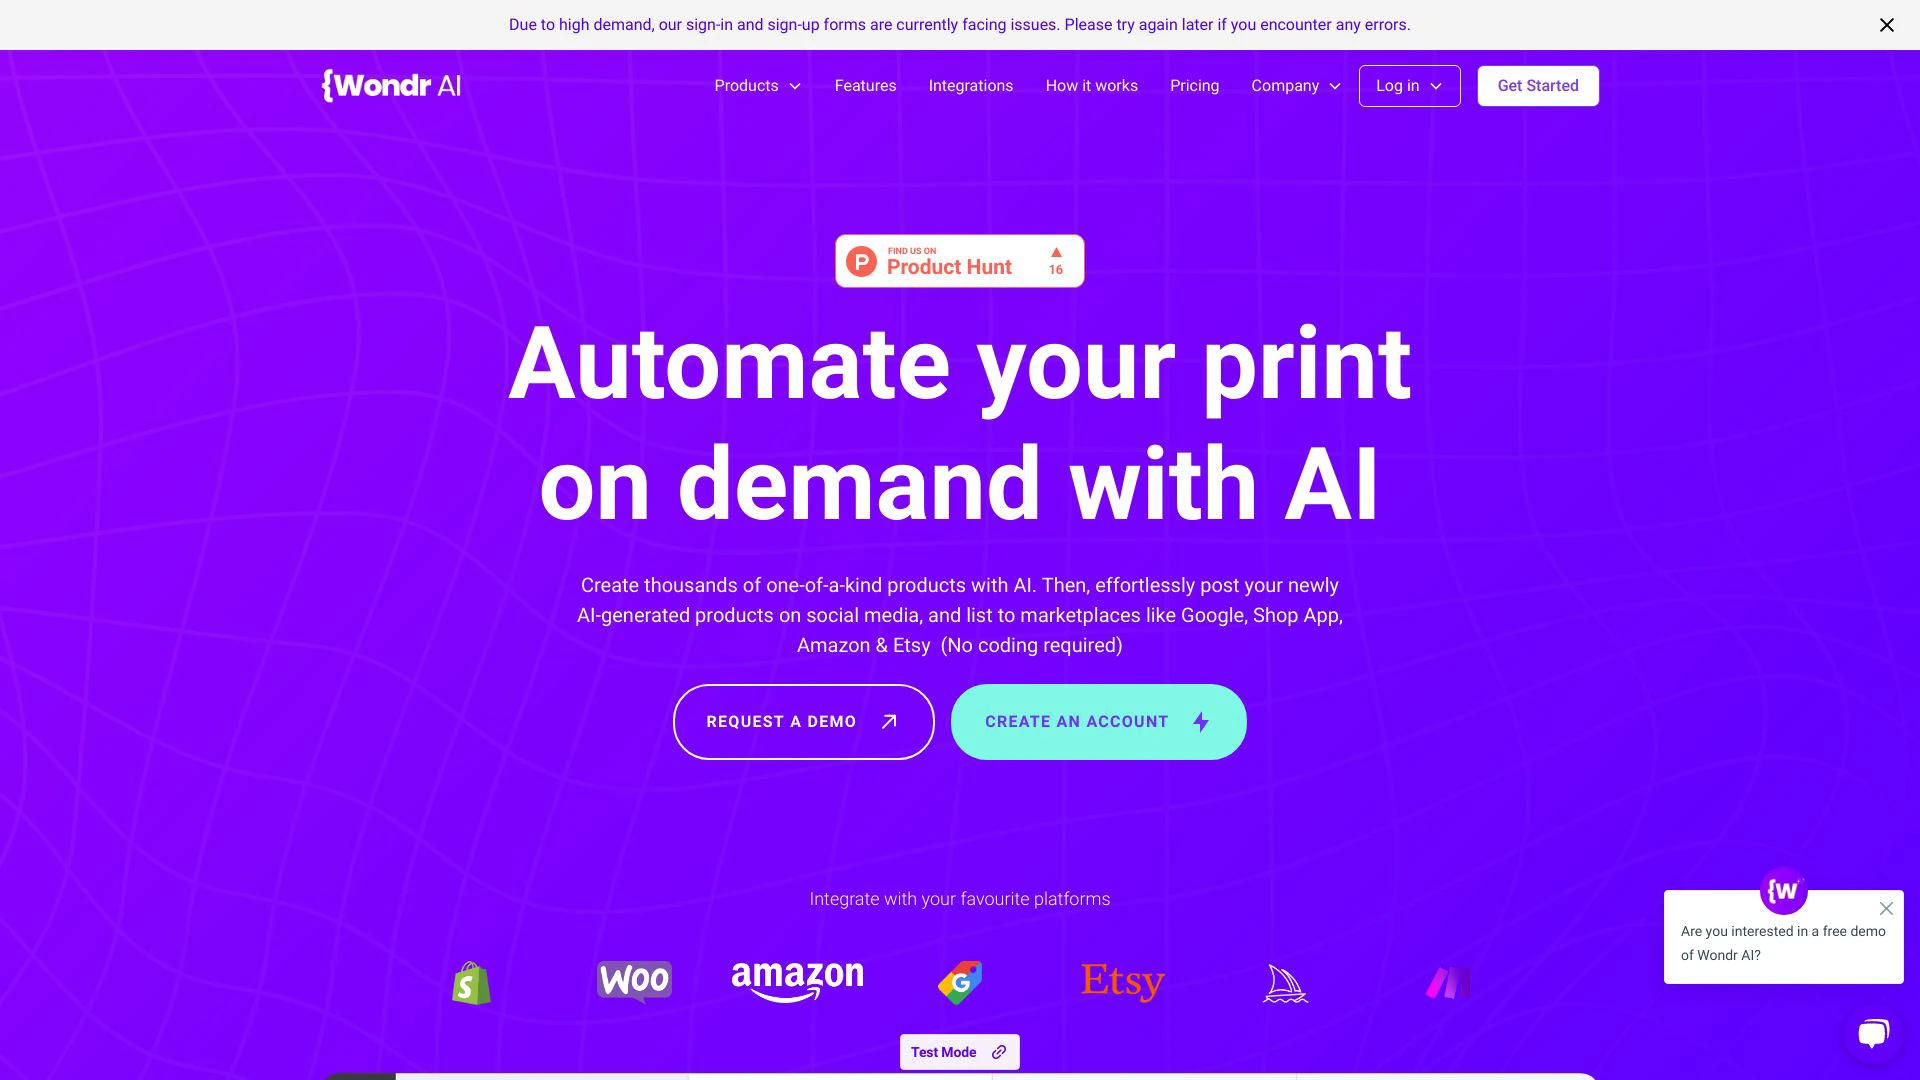 Due to high demand, our sign-in and sign-up forms are currently facing issues. Please try again later if you encounter any errors.
{Wondr AI
Products
Features
Integrations
How it works
Pricing
Company
Log in
Get Started
P
FIND US ON
Product Hunt
16
Automate your print
on demand with AI
Create thousands of one-of-a-kind products with AI. Then, effortlessly post your newly
AI-generated products on social media, and list to marketplaces like Google, Shop App,
Amazon & Etsy (No coding required)
REQUEST A DEMO
CREATE AN ACCOUNT
Integrate with your favourite platforms
S
WOO
amazon
G
Etsy
{W
Are you interested in a free demo
of Wondr AI?
Test Mode